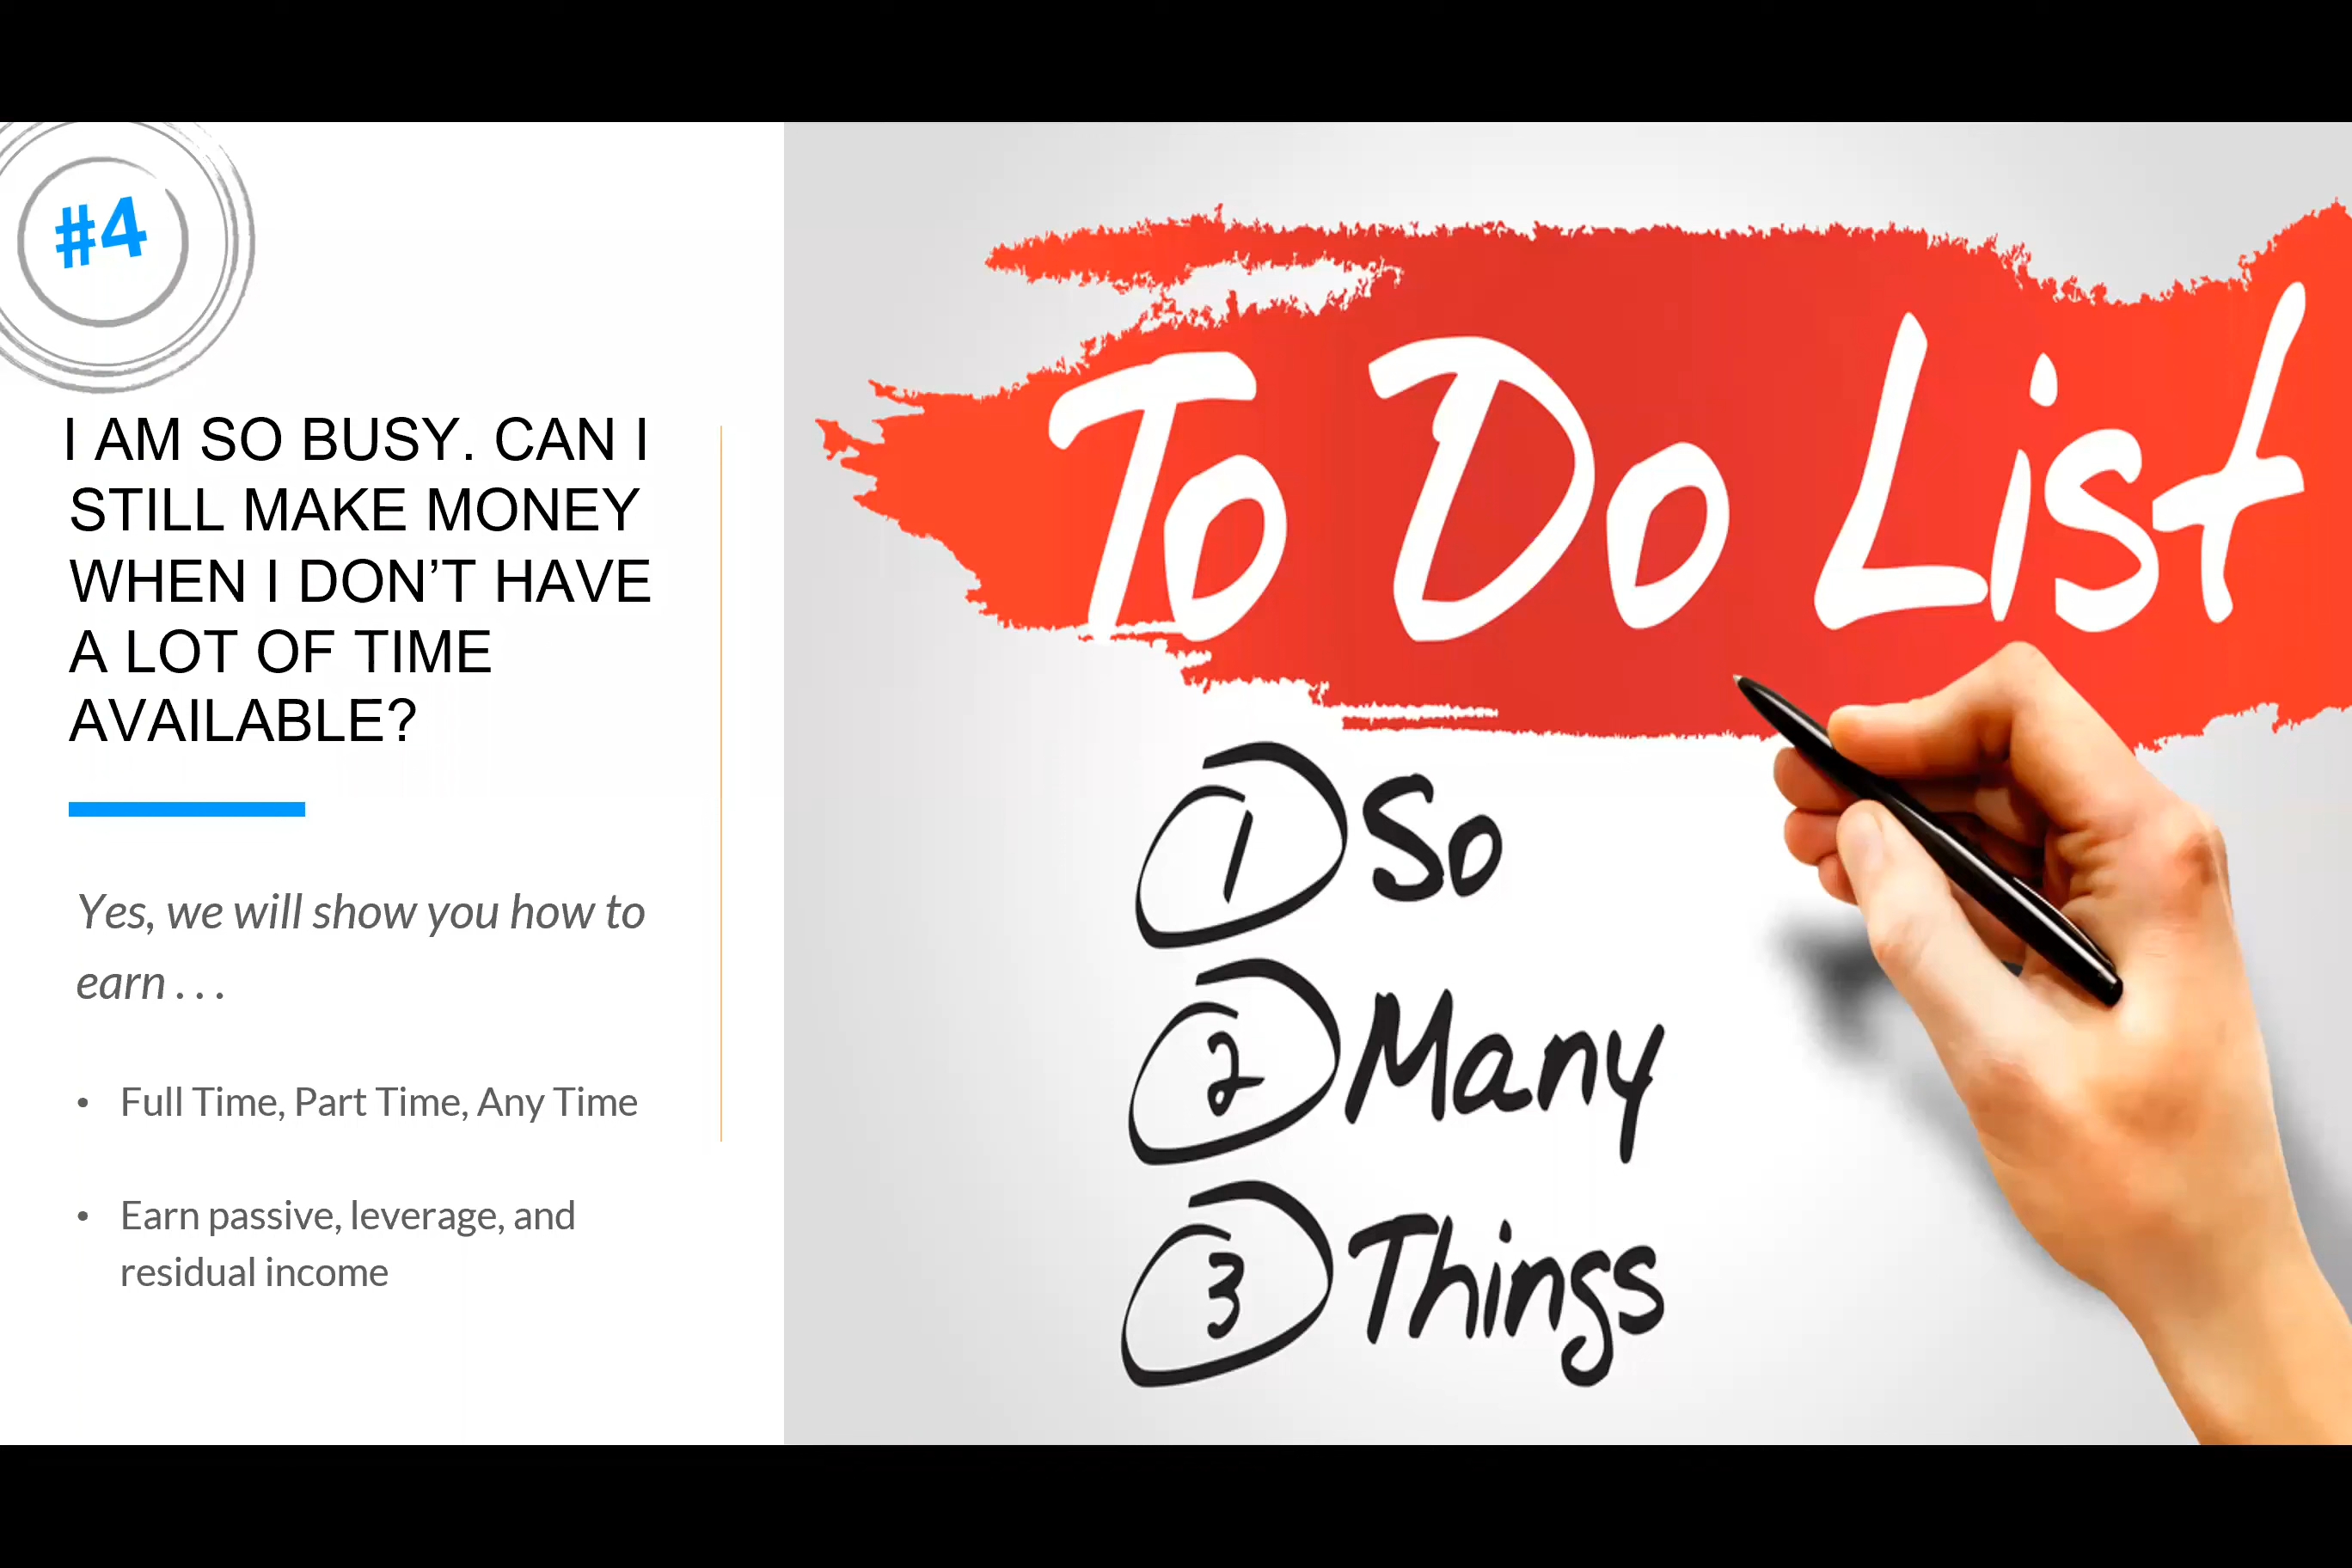 #4
I AM SO BUSY. CAN I
STILL MAKE MONEY
WHEN I DON’T HAVE
A LOT OF TIME
AVAILABLE?
Yes, we will show you how to
earn . . .
• Full Time, Part Time, Any Time
• Earn passive, leverage, and
residual income
To Do List
1 So
2 Many
3 Things